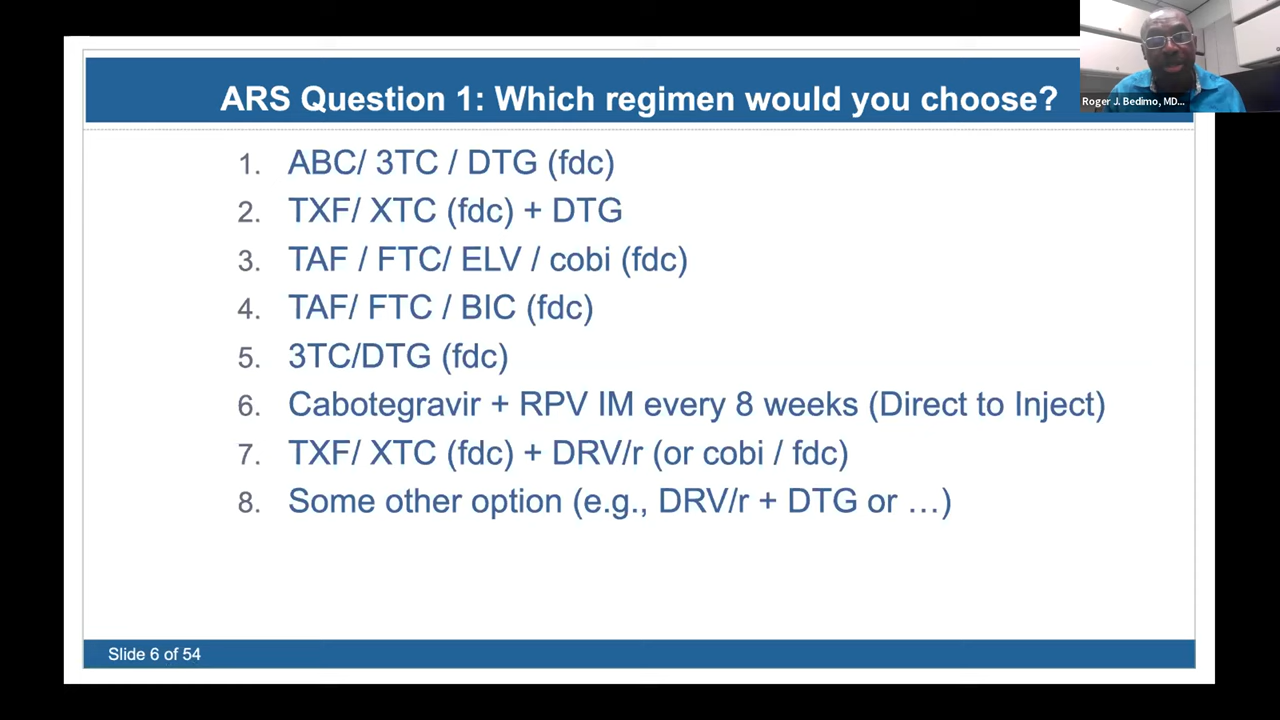 ARS Question 1: Which regimen would you choose?
Roger J. Bedimo, MD...
1. ABC/ 3TC / DTG (fdc)
2. TXF/ XTC (fdc) + DTG
3. TAF / FTC/ ELV / cobi (fdc)
4. TAF/ FTC / BIC (fdc)
5. 3TC/DTG (fdc)
6. Cabotegravir + RPV IM every 8 weeks (Direct to Inject)
7. TXF/ XTC (fdc) + DRV/r (or cobi / fdc)
8. Some other option (e.g., DRV/r + DTG or …)
Slide 6 of 54